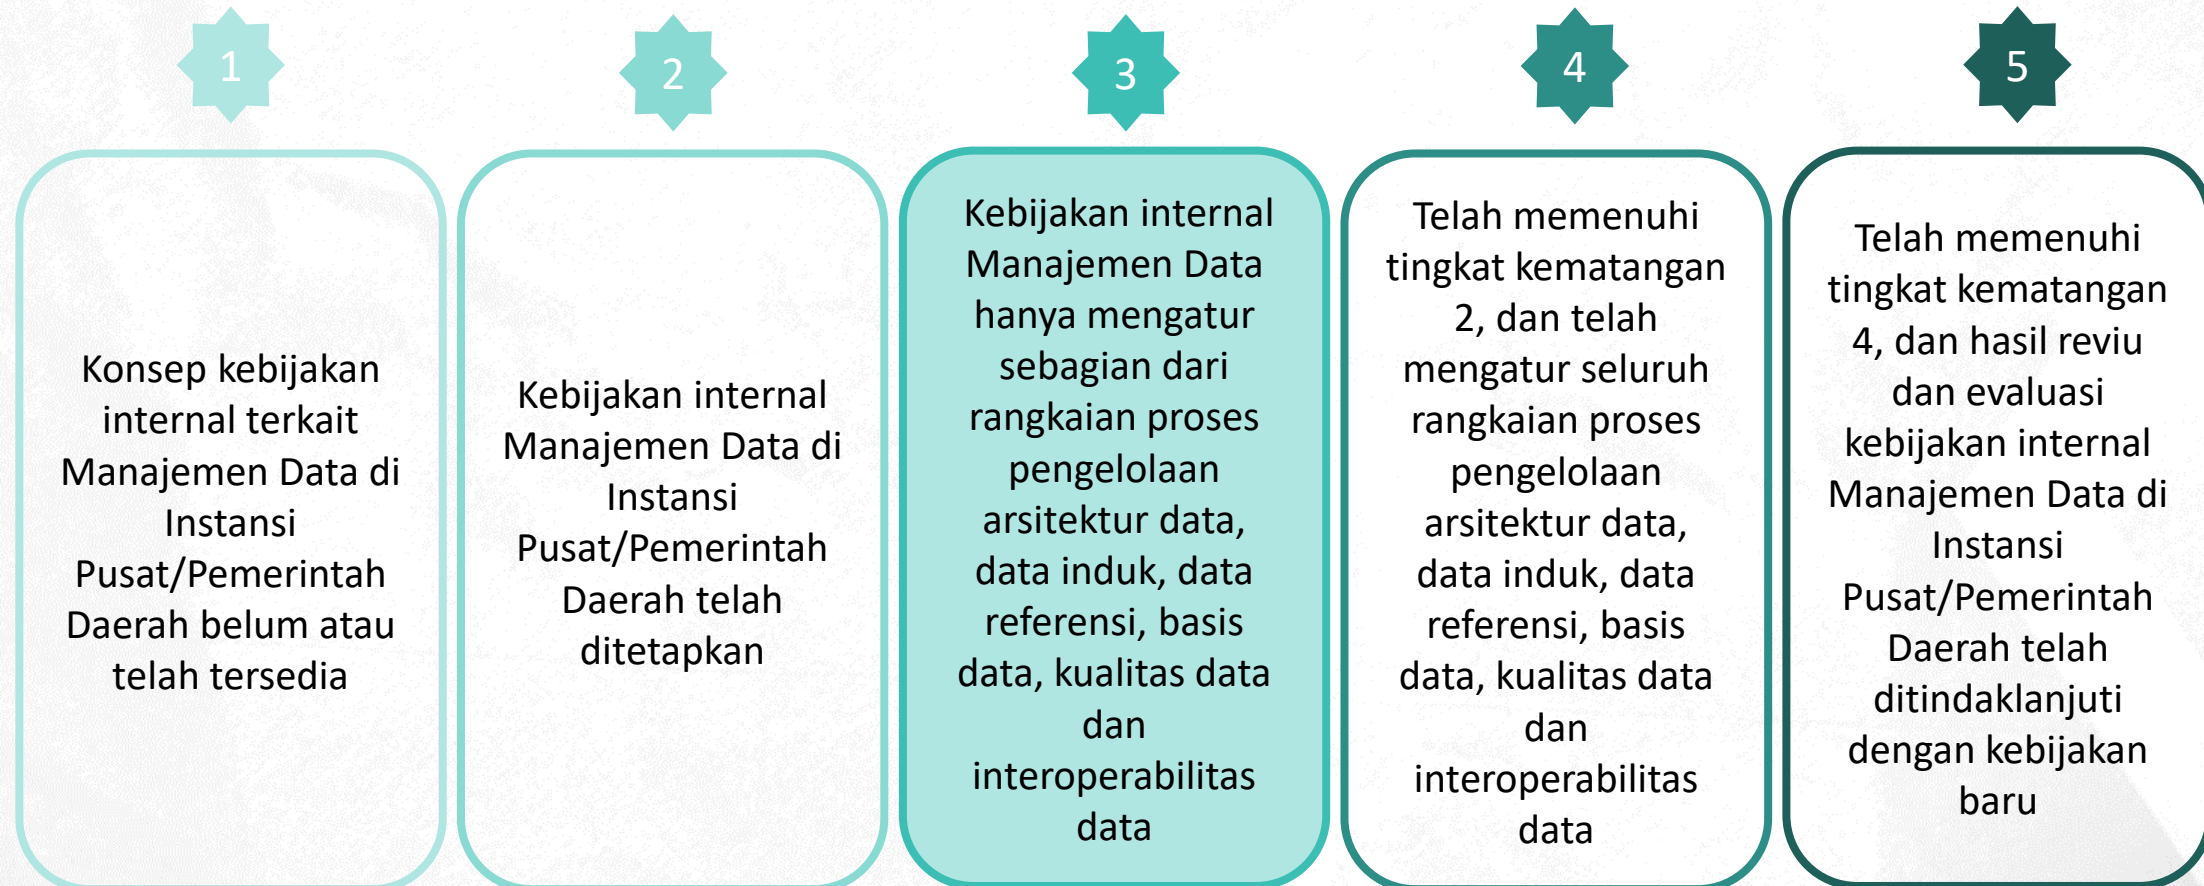 1
2
3
4
5
Konsep kebijakan
internal terkait
Manajemen Data di
Instansi
Pusat/Pemerintah
Daerah belum atau
telah tersedia
Kebijakan internal
Manajemen Data di
Instansi
Pusat/Pemerintah
Daerah telah
ditetapkan
Kebijakan internal
Manajemen Data
hanya mengatur
sebagian dari
rangkaian proses
pengelolaan
arsitektur data,
data induk, data
referensi, basis
data, kualitas data
dan
interoperabilitas
data
Telah memenuhi
tingkat kematangan
2, dan telah
mengatur seluruh
rangkaian proses
pengelolaan
arsitektur data,
data induk, data
referensi, basis
data, kualitas data
dan
interoperabilitas
data
Telah memenuhi
tingkat kematangan
4, dan hasil reviu
dan evaluasi
kebijakan internal
Manajemen Data di
Instansi
Pusat/Pemerintah
Daerah telah
ditindaklanjuti
dengan kebijakan
baru